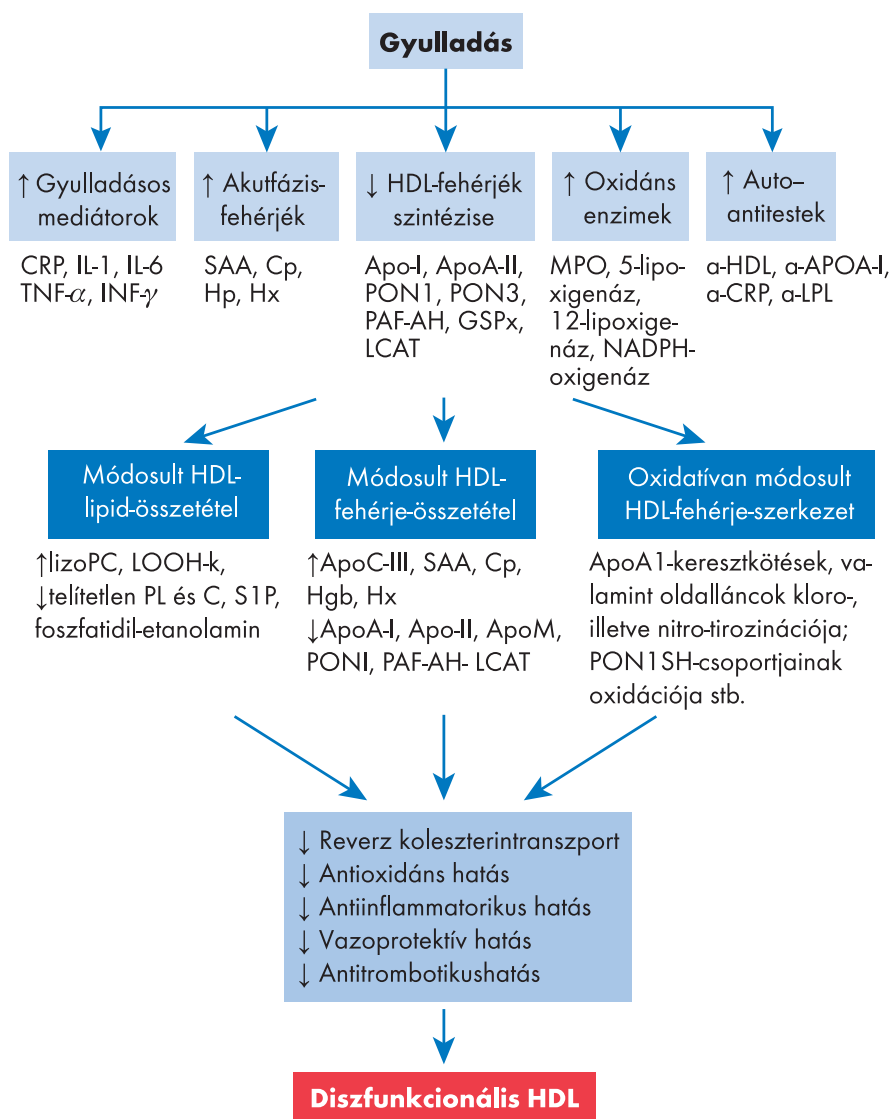 Gyulladás
↑ Gyulladásos
mediátorok
CRP, IL-1, IL-6
TNF-α, INF-γ
↑ Akutfázis-
fehérjék
SAA, Cp,
Hp, Hx
↓ HDL-fehérjék
szintézise
Apo-I, ApoA-II,
PON1, PON3,
PAF-AH, GSPx,
LCAT
↑ Oxidáns
enzimek
MPO, 5-lipo-
xigenáz,
12-lipoxige-
náz, NADPH-
oxigenáz
↑ Auto–
antitestek
a-HDL, a-APOA-I,
a-CRP, a-LPL
Módosult HDL-
lipid-összetétel
↑lizoPC, LOOH-k,
↓telítetlen PL és C, S1P,
foszfatidil-etanolamin
Módosult HDL-
fehérje-összetétel
↑ApoC-III, SAA, Cp,
Hgb, Hx
↓ApoA-I, Apo-II, ApoM,
PONI, PAF-AH- LCAT
Oxidatívan módosult
HDL-fehérje-szerkezet
ApoA1-keresztkötések, va-
lamint oldalláncok kloro-,
illetve nitro-tirozinációja;
PON1SH-csoportjainak
oxidációja stb.
↓ Reverz koleszterintranszport
↓ Antioxidáns hatás
↓ Antiinflammatorikus hatás
↓ Vazoprotektív hatás
↓ Antitrombotikushatás
Diszfunkcionális HDL